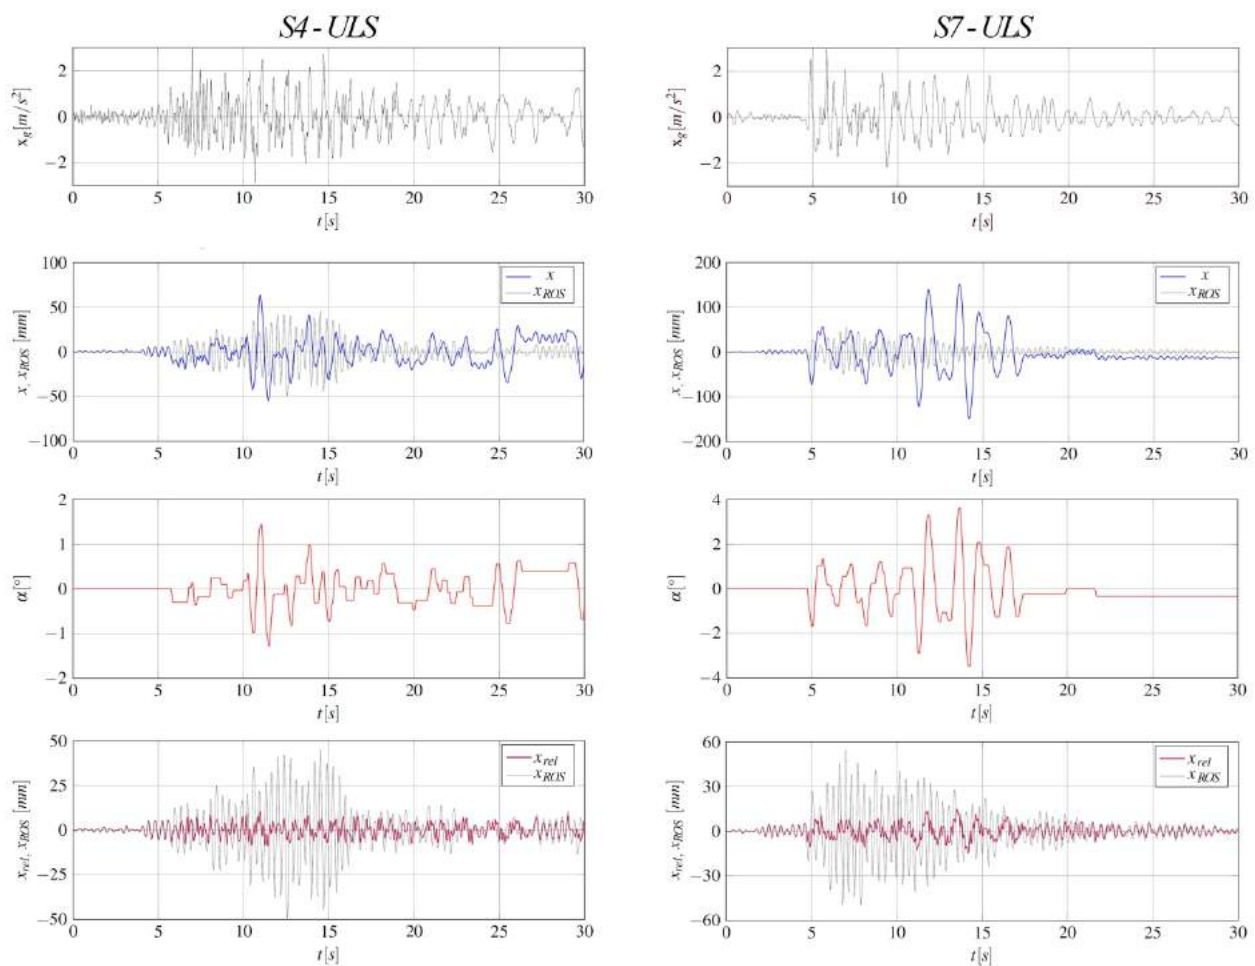 S4 - ULS
2
0
−2
x_g [m/s²]
0 5 10 15 20 25 30
t [s]
100
50
0
−50
−100
x, x_ROS [mm]
x
x_ROS
0 5 10 15 20 25 30
t [s]
2
1
0
−1
−2
α [°]
0 5 10 15 20 25 30
t [s]
50
25
0
−25
−50
x_rel, x_ROS [mm]
x_rel
x_ROS
0 5 10 15 20 25 30
t [s]
S7 - ULS
2
0
−2
x_g [m/s²]
0 5 10 15 20 25 30
t [s]
200
100
0
−100
−200
x, x_ROS [mm]
x
x_ROS
0 5 10 15 20 25 30
t [s]
4
2
0
−2
−4
α [°]
0 5 10 15 20 25 30
t [s]
60
30
0
−30
−60
x_rel, x_ROS [mm]
x_rel
x_ROS
0 5 10 15 20 25 30
t [s]